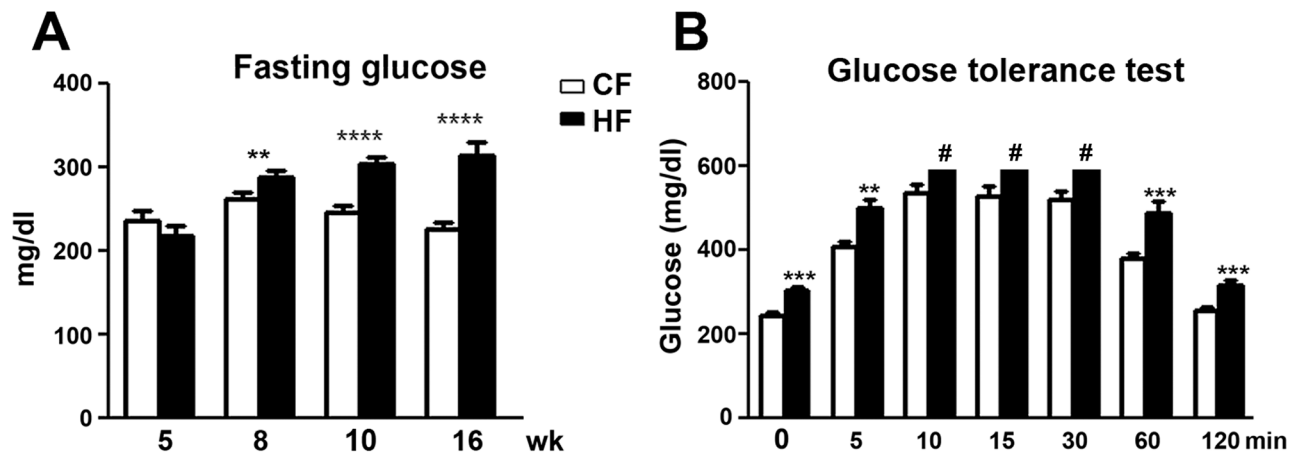 A
Fasting glucose
CF
HF
mg/dl
400
300
200
100
0
**
****
****
5 8 10 16 wk
B
Glucose tolerance test
Glucose (mg/dl)
800
600
400
200
0
***
**
#
#
#
***
***
0 5 10 15 30 60 120 min